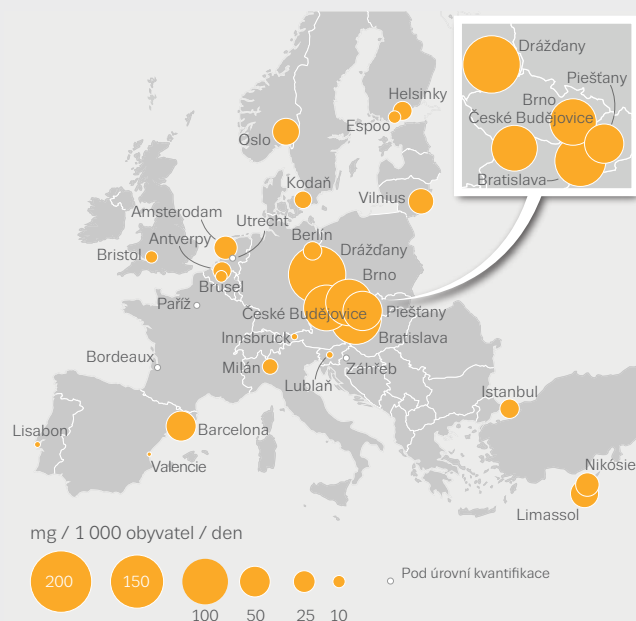 Drážďany
Piešťany
Brno
České Budějovice
Bratislava
Helsinky
Espoo
Oslo
Kodaň
Vilnius
Amsterdam
Utrecht
Antverpy
Berlín
Bristol
Drážďany
Brusel
Brno
Paříž
České Budějovice
Piešťany
Innsbruck
Bratislava
Bordeaux
Milán
Záhřeb
Lublaň
Istanbul
Lisabon
Barcelona
Valencie
Nikósie
Limassol
mg / 1 000 obyvatel / den
200
150
100
50
25
10
Pod úrovní kvantifikace